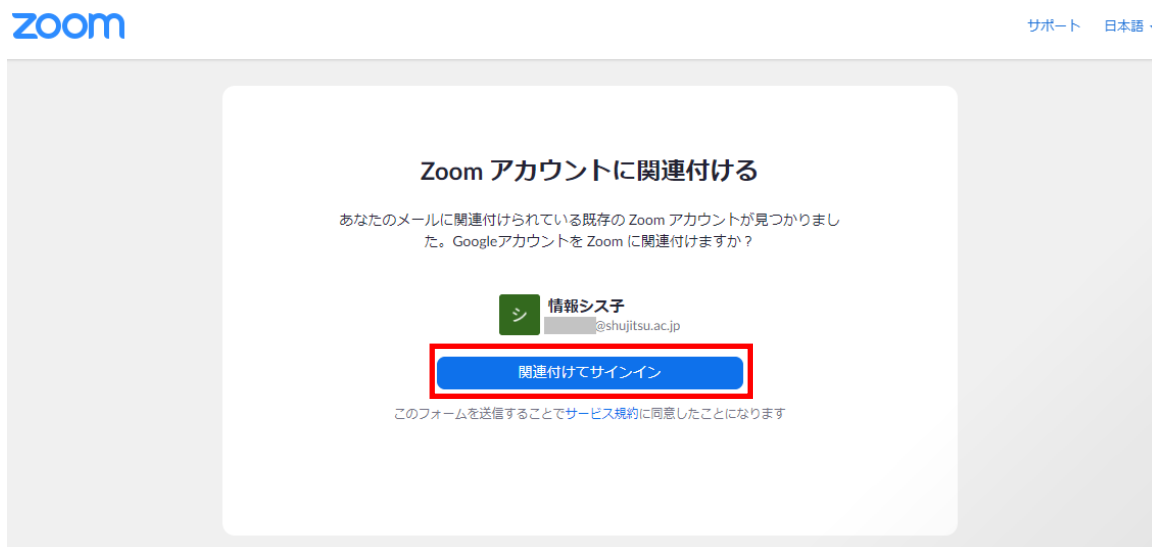 zoom
サポート 日本語
Zoom アカウントに関連付ける
あなたのメールに関連付けられている既存の Zoom アカウントが見つかりまし
た。Googleアカウントを Zoom に関連付けますか？
シ 情報シス子
@shujitsu.ac.jp
関連付けてサインイン
このフォームを送信することでサービス規約に同意したことになります